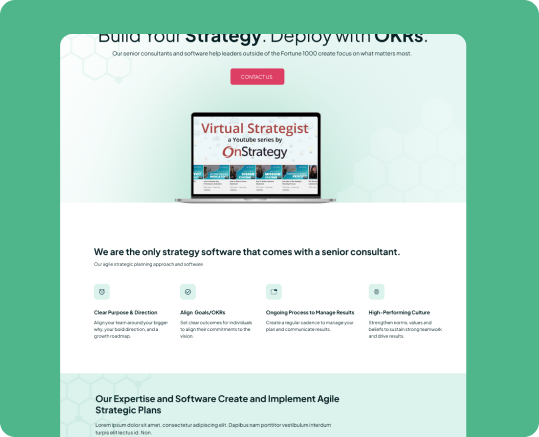 Build Your Strategy. Deploy with OKRs.
Our senior consultants and software help leaders outside of the Fortune 1000 create focus on what matters most.
CONTACT US
Virtual Strategist
a Youtube series by
OnStrategy
We are the only strategy software that comes with a senior consultant.
Our agile strategic planning approach and software
Clear Purpose & Direction
Align your team around your bigger
why, your bold direction, and a
growth roadmap.
Align Goals/OKRs
Set clear outcomes for individuals
to align their commitments to the
vision.
Ongoing Process to Manage Results
Create a regular cadence to manage your
plan and communicate results.
High-Performing Culture
Strengthen norms, values and
beliefs to sustain strong teamwork
and drive results.
Our Expertise and Software Create and Implement Agile
Strategic Plans
Lorem ipsum dolor sit amet, consectetur adipiscing elit. Dapibus nam porttitor vestibulum interdum
turpis elit lectus id. Non.